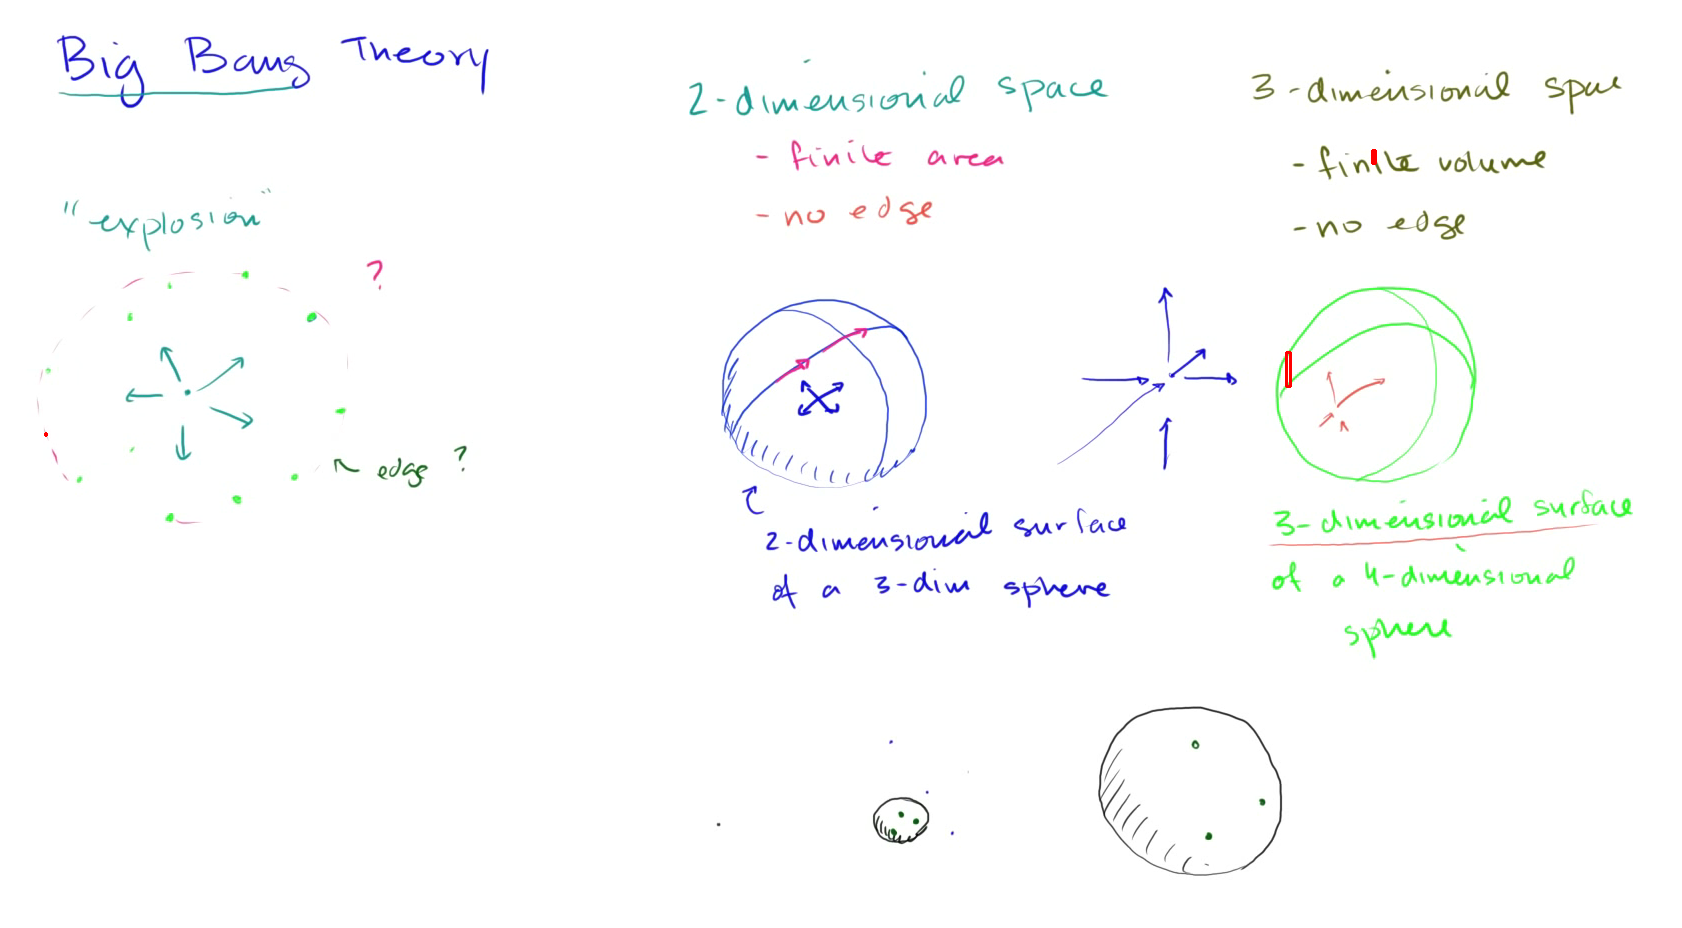 Big Bang Theory
"explosion"
?
edge ?
2-dimensional space
- finite area
- no edge
2-dimensional surface
of a 3-dim sphere
3-dimensional space
- finite volume
- no edge
3-dimensional surface
of a 4-dimensional
sphere